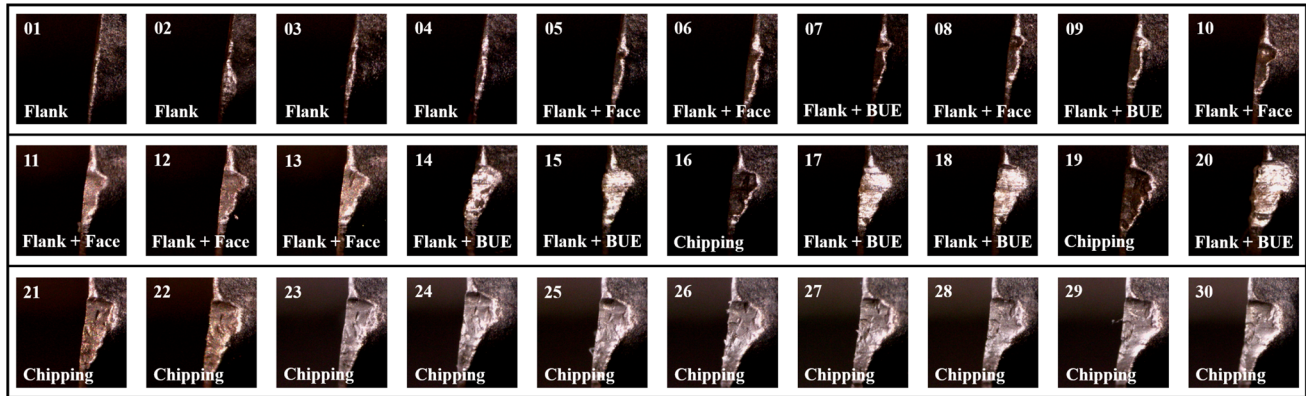 01 02 03 04 05 06 07 08 09 10
Flank Flank Flank Flank Flank + Face Flank + Face Flank + BUE Flank + BUE Flank + BUE Flank + Face
11 12 13 14 15 16 17 18 19 20
Flank + Face Flank + Face Flank + Face Flank + BUE Flank + BUE Chipping Flank + BUE Flank + BUE Chipping Flank + BUE
21 22 23 24 25 26 27 28 29 30
Chipping Chipping Chipping Chipping Chipping Chipping Chipping Chipping Chipping Chipping